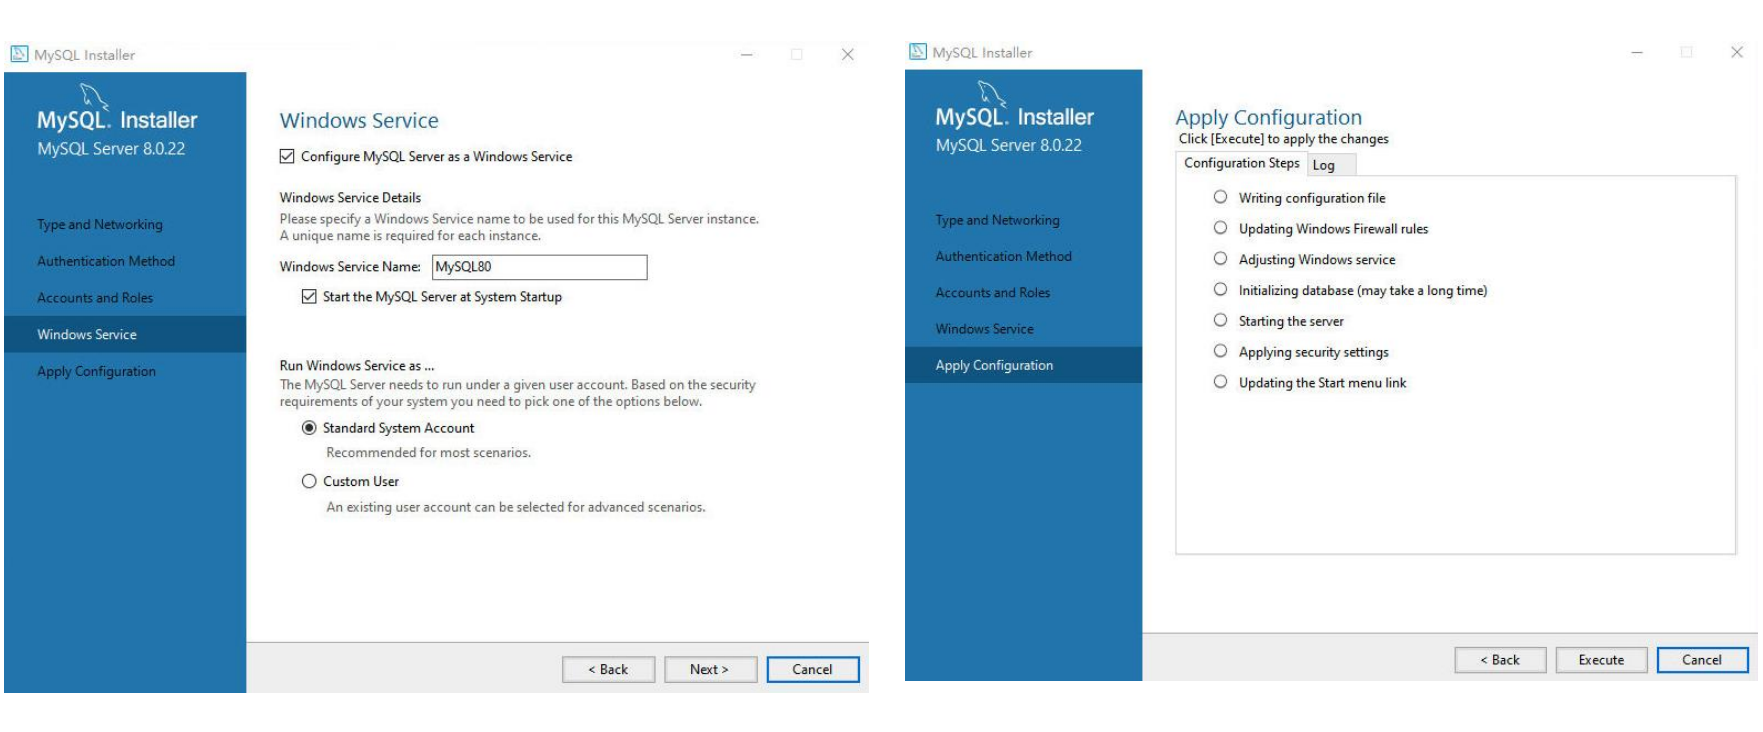 MySQL Installer
MySQL. Installer
MySQL Server 8.0.22
Type and Networking
Authentication Method
Accounts and Roles
Windows Service
Apply Configuration
Windows Service
Configure MySQL Server as a Windows Service
Windows Service Details
Please specify a Windows Service name to be used for this MySQL Server instance.
A unique name is required for each instance.
Windows Service Name: MySQL80
Start the MySQL Server at System Startup
Run Windows Service as ...
The MySQL Server needs to run under a given user account. Based on the security
requirements of your system you need to pick one of the options below.
Standard System Account
Recommended for most scenarios.
Custom User
An existing user account can be selected for advanced scenarios.
< Back Next > Cancel
MySQL Installer
MySQL. Installer
MySQL Server 8.0.22
Type and Networking
Authentication Method
Accounts and Roles
Windows Service
Apply Configuration
Apply Configuration
Click [Execute] to apply the changes
Configuration Steps Log
Writing configuration file
Updating Windows Firewall rules
Adjusting Windows service
Initializing database (may take a long time)
Starting the server
Applying security settings
Updating the Start menu link
< Back Execute Cancel